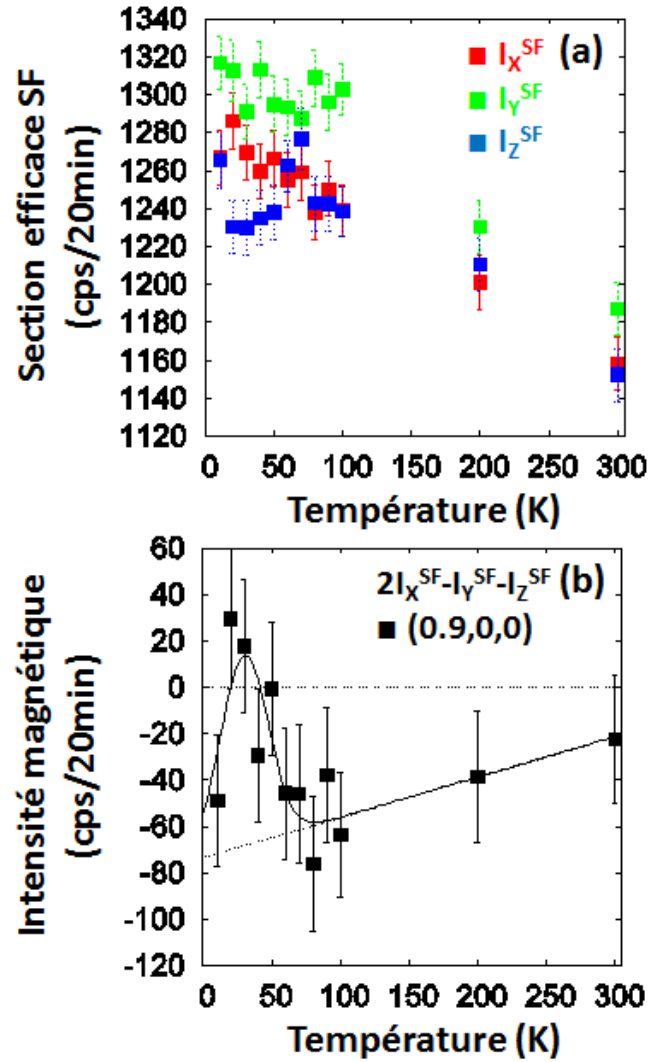 Section efficace SF
(cps/20min)
1340
1320
1300
1280
1260
1240
1220
1200
1180
1160
1140
1120
I_X^SF (a)
I_Y^SF
I_Z^SF
0 50 100 150 200 250 300
Température (K)
Intensité magnétique
(cps/20min)
60
40
20
0
-20
-40
-60
-80
-100
-120
2I_X^SF-I_Y^SF-I_Z^SF (b)
(0.9,0,0)
0 50 100 150 200 250 300
Température (K)